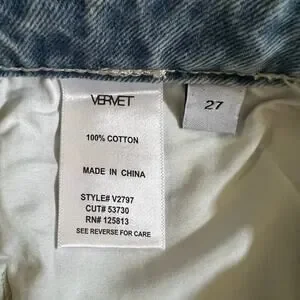 VERVET
27
100% COTTON
MADE IN CHINA
STYLE# V2797
CUT# 53730
RN# 125813
SEE REVERSE FOR CARE